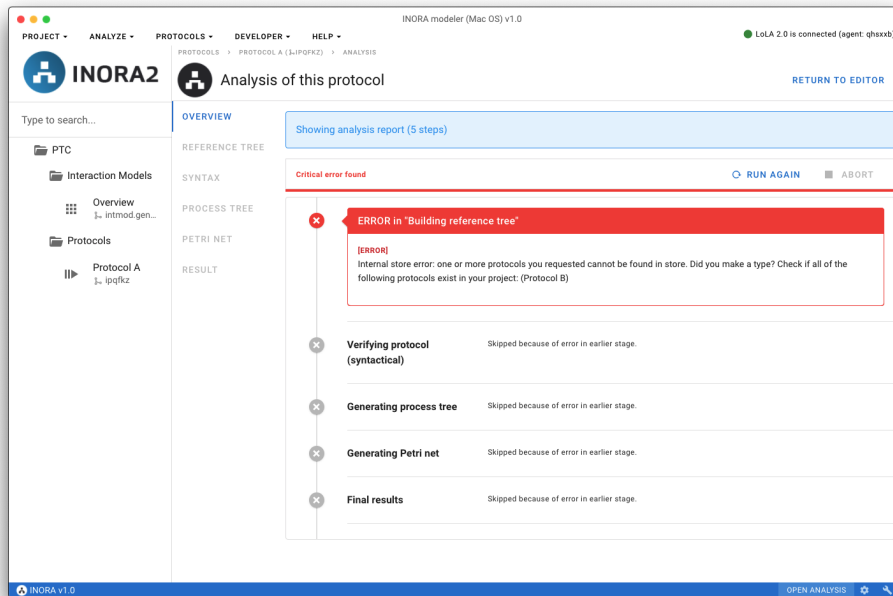 INORA modeler (Mac OS) v1.0
PROJECT ANALYZE PROTOCOLS DEVELOPER HELP
LoLA 2.0 is connected (agent: qhsxxb)
INORA2
PROTOCOLS > PROTOCOL A (IPQFKZ) > ANALYSIS
Analysis of this protocol
RETURN TO EDITOR
Type to search...
PTC
Interaction Models
Overview
intmod.gen...
Protocols
Protocol A
ipqfkz
OVERVIEW
REFERENCE TREE
SYNTAX
PROCESS TREE
PETRI NET
RESULT
Showing analysis report (5 steps)
Critical error found
RUN AGAIN
ABORT
ERROR in "Building reference tree"
[ERROR]
Internal store error: one or more protocols you requested cannot be found in store. Did you make a type? Check if all of the
following protocols exist in your project: (Protocol B)
Verifying protocol
(syntactical)
Skipped because of error in earlier stage.
Generating process tree
Skipped because of error in earlier stage.
Generating Petri net
Skipped because of error in earlier stage.
Final results
Skipped because of error in earlier stage.
INORA v1.0
OPEN ANALYSIS